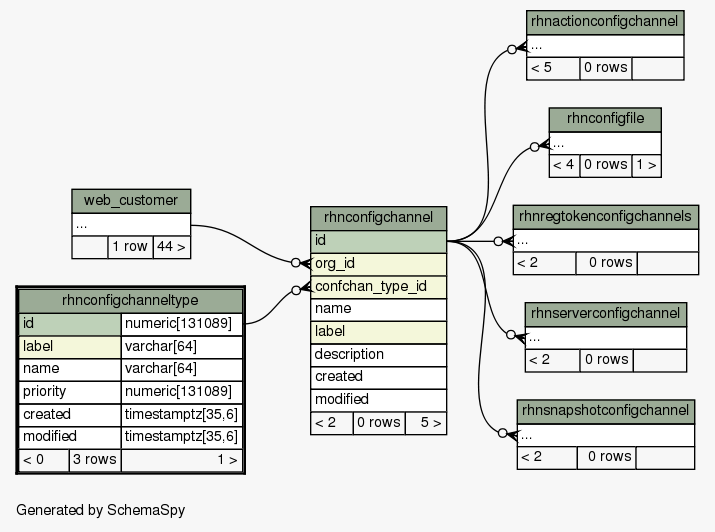 rhnactionconfigchannel
...
< 5 0 rows
rhnconfigfile
...
< 4 0 rows 1 >
web_customer
...
1 row 44 >
rhnconfigchannel
id
org_id
confchan_type_id
name
label
description
created
modified
< 2 0 rows 5 >
rhnregtokenconfigchannels
...
< 2 0 rows
rhnconfigchanneltype
id numeric[131089]
label varchar[64]
name varchar[64]
priority numeric[131089]
created timestamptz[35,6]
modified timestamptz[35,6]
< 0 3 rows 1 >
rhnserverconfigchannel
...
< 2 0 rows
rhnsnapshotconfigchannel
...
< 2 0 rows
Generated by SchemaSpy